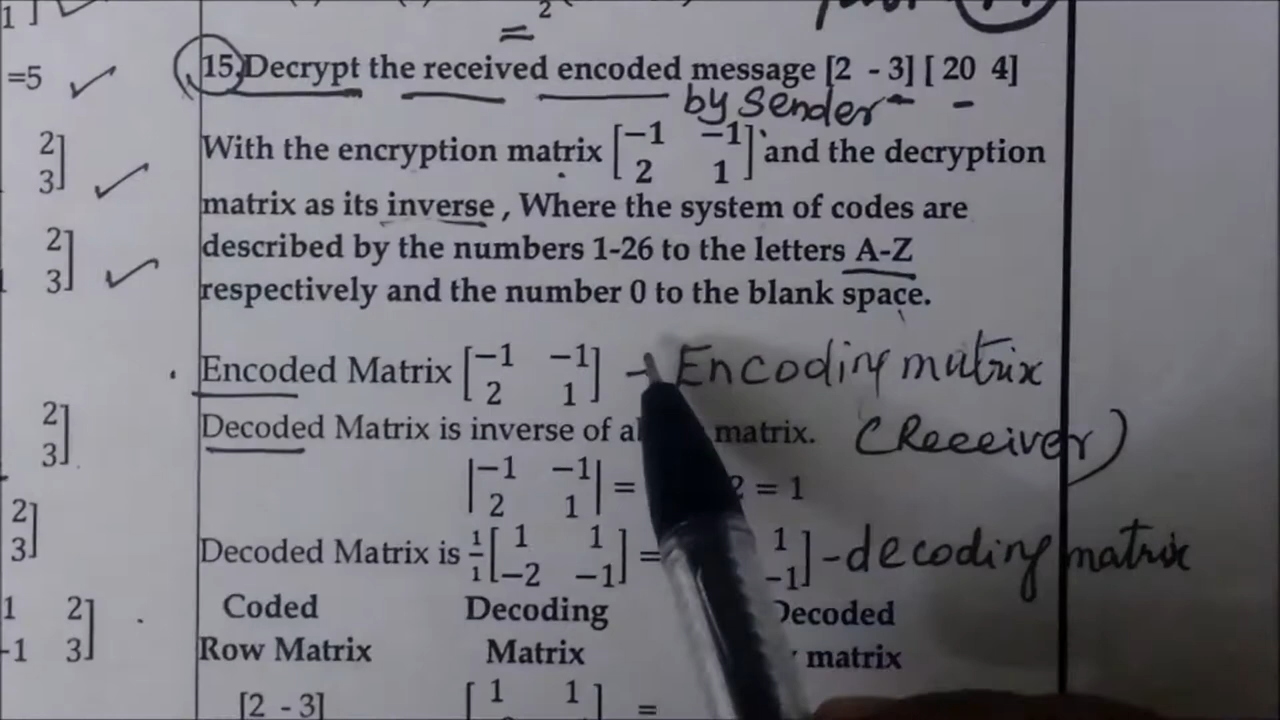 1]
=5
2]
3]
2]
3]
2]
3]
2]
3]
1 2]
-1 3]
= 2
15. Decrypt the received encoded message [2 - 3] [ 20 4]
by Sender
With the encryption matrix [−1 −1] and the decryption
2 1
matrix as its inverse , Where the system of codes are
described by the numbers 1-26 to the letters A-Z
respectively and the number 0 to the blank space.
Encoded Matrix [−1 −1] - Encoding matrix
2 1
Decoded Matrix is inverse of matrix. (Receiver)
|−1 −1| = = 1
2 1
Decoded Matrix is 1/1 [1 1] = 1] - decoding matrix
−2 −1 −1
Coded Decoding Decoded
Row Matrix Matrix matrix
[2 - 3] [1 1] =